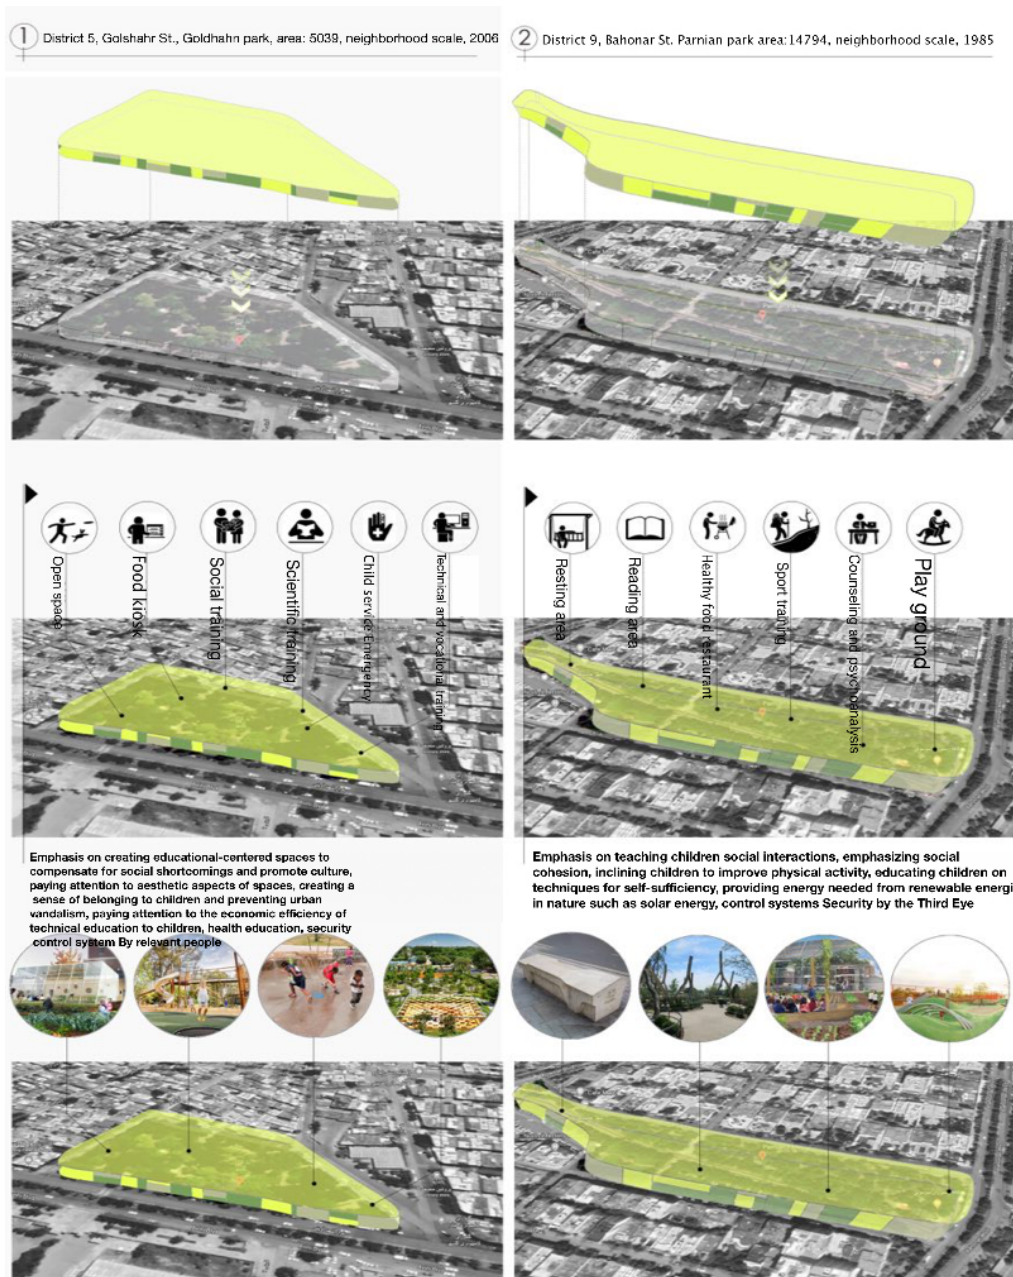 1 District 5, Golshahr St., Goldhahn park, area: 5039, neighborhood scale, 2006
2 District 9, Bahonar St. Parnian park area:14794, neighborhood scale, 1985
Open space
Food kiosk
Social training
Scientific training
Child service Emergency
Technical and vocational training
Resting area
Reading area
Healthy food restaurant
Sport training
Counseling and psychoanalysis
Play ground
Emphasis on creating educational-centered spaces to
compensate for social shortcomings and promote culture,
paying attention to aesthetic aspects of spaces, creating a
sense of belonging to children and preventing urban
vandalism, paying attention to the economic efficiency of
technical education to children, health education, security
control system By relevant people
Emphasis on teaching children social interactions, emphasizing social
cohesion, inclining children to improve physical activity, educating children on
techniques for self-sufficiency, providing energy needed from renewable energi
in nature such as solar energy, control systems Security by the Third Eye